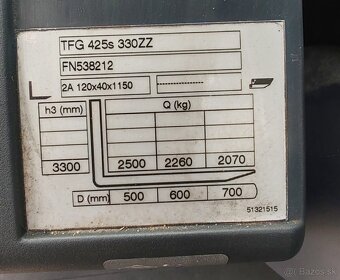 TFG 425s 330ZZ
FN538212
2A 120x40x1150
h3 (mm) Q (kg)
3300 2500 2260 2070
D (mm) 500 600 700
51321515
© Bazos.sk